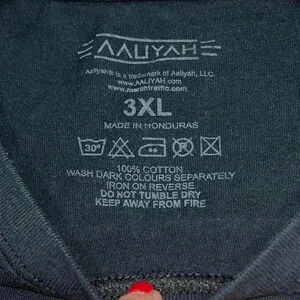 AALIYAH
Aaliyah® is a trademark of Aaliyah, LLC.
www.AALIYAH.com
www.merchtraffic.com
3XL
MADE IN HONDURAS
30°
100% COTTON
WASH DARK COLOURS SEPARATELY
IRON ON REVERSE
DO NOT TUMBLE DRY
KEEP AWAY FROM FIRE